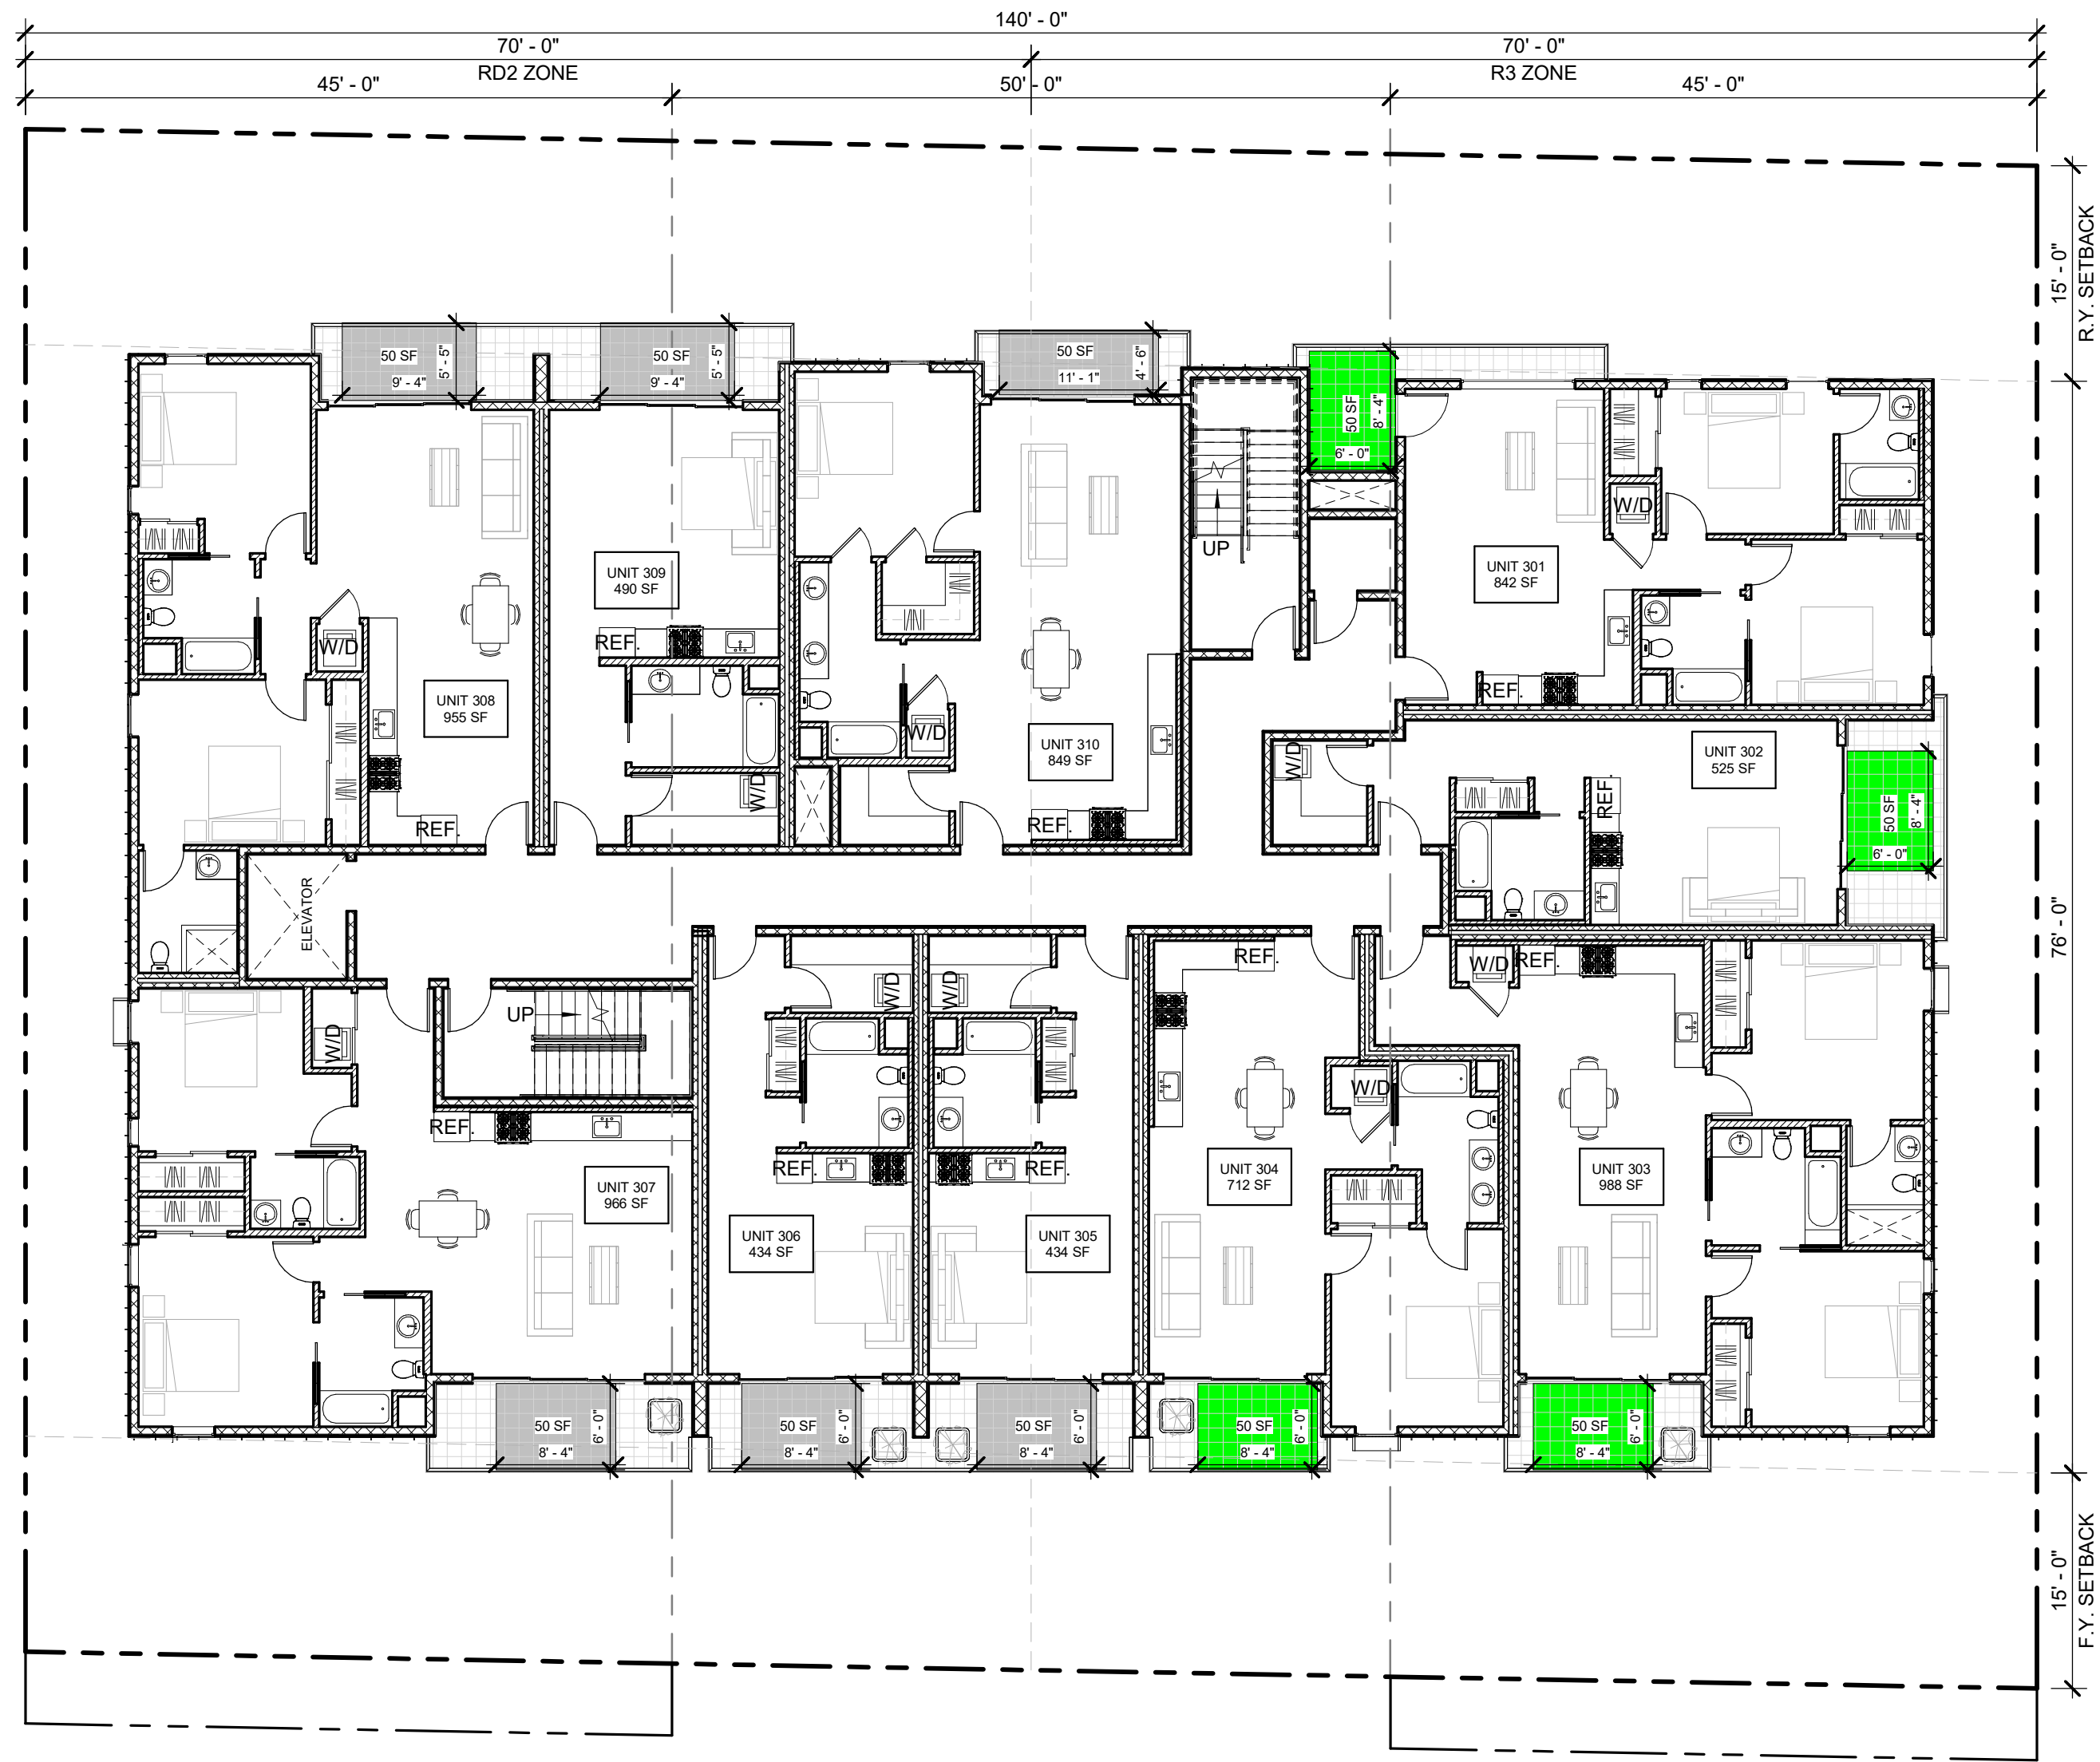 140' - 0"
70' - 0"
70' - 0"
RD2 ZONE
R3 ZONE
45' - 0"
50' - 0"
45' - 0"
15' - 0"
R.Y. SETBACK
50 SF
5' - 5"
9' - 4"
50 SF
5' - 5"
9' - 4"
50 SF
4' - 6"
11' - 1"
50 SF
8' - 4"
6' - 0"
W/D
UP
UNIT 309
490 SF
UNIT 301
842 SF
REF.
W/D
REF.
UNIT 308
955 SF
W/D
UNIT 310
849 SF
W/D
UNIT 302
525 SF
W/D
REF.
50 SF
8' - 4"
6' - 0"
REF.
REF.
ELEVATOR
76' - 0"
REF.
W/D
REF.
W/D
W/D
UP
W/D
W/D
REF.
REF.
REF.
UNIT 304
712 SF
UNIT 303
988 SF
UNIT 307
966 SF
UNIT 306
434 SF
UNIT 305
434 SF
50 SF
6' - 0"
8' - 4"
50 SF
6' - 0"
8' - 4"
50 SF
6' - 0"
8' - 4"
50 SF
6' - 0"
8' - 4"
50 SF
6' - 0"
8' - 4"
15' - 0"
F.Y. SETBACK